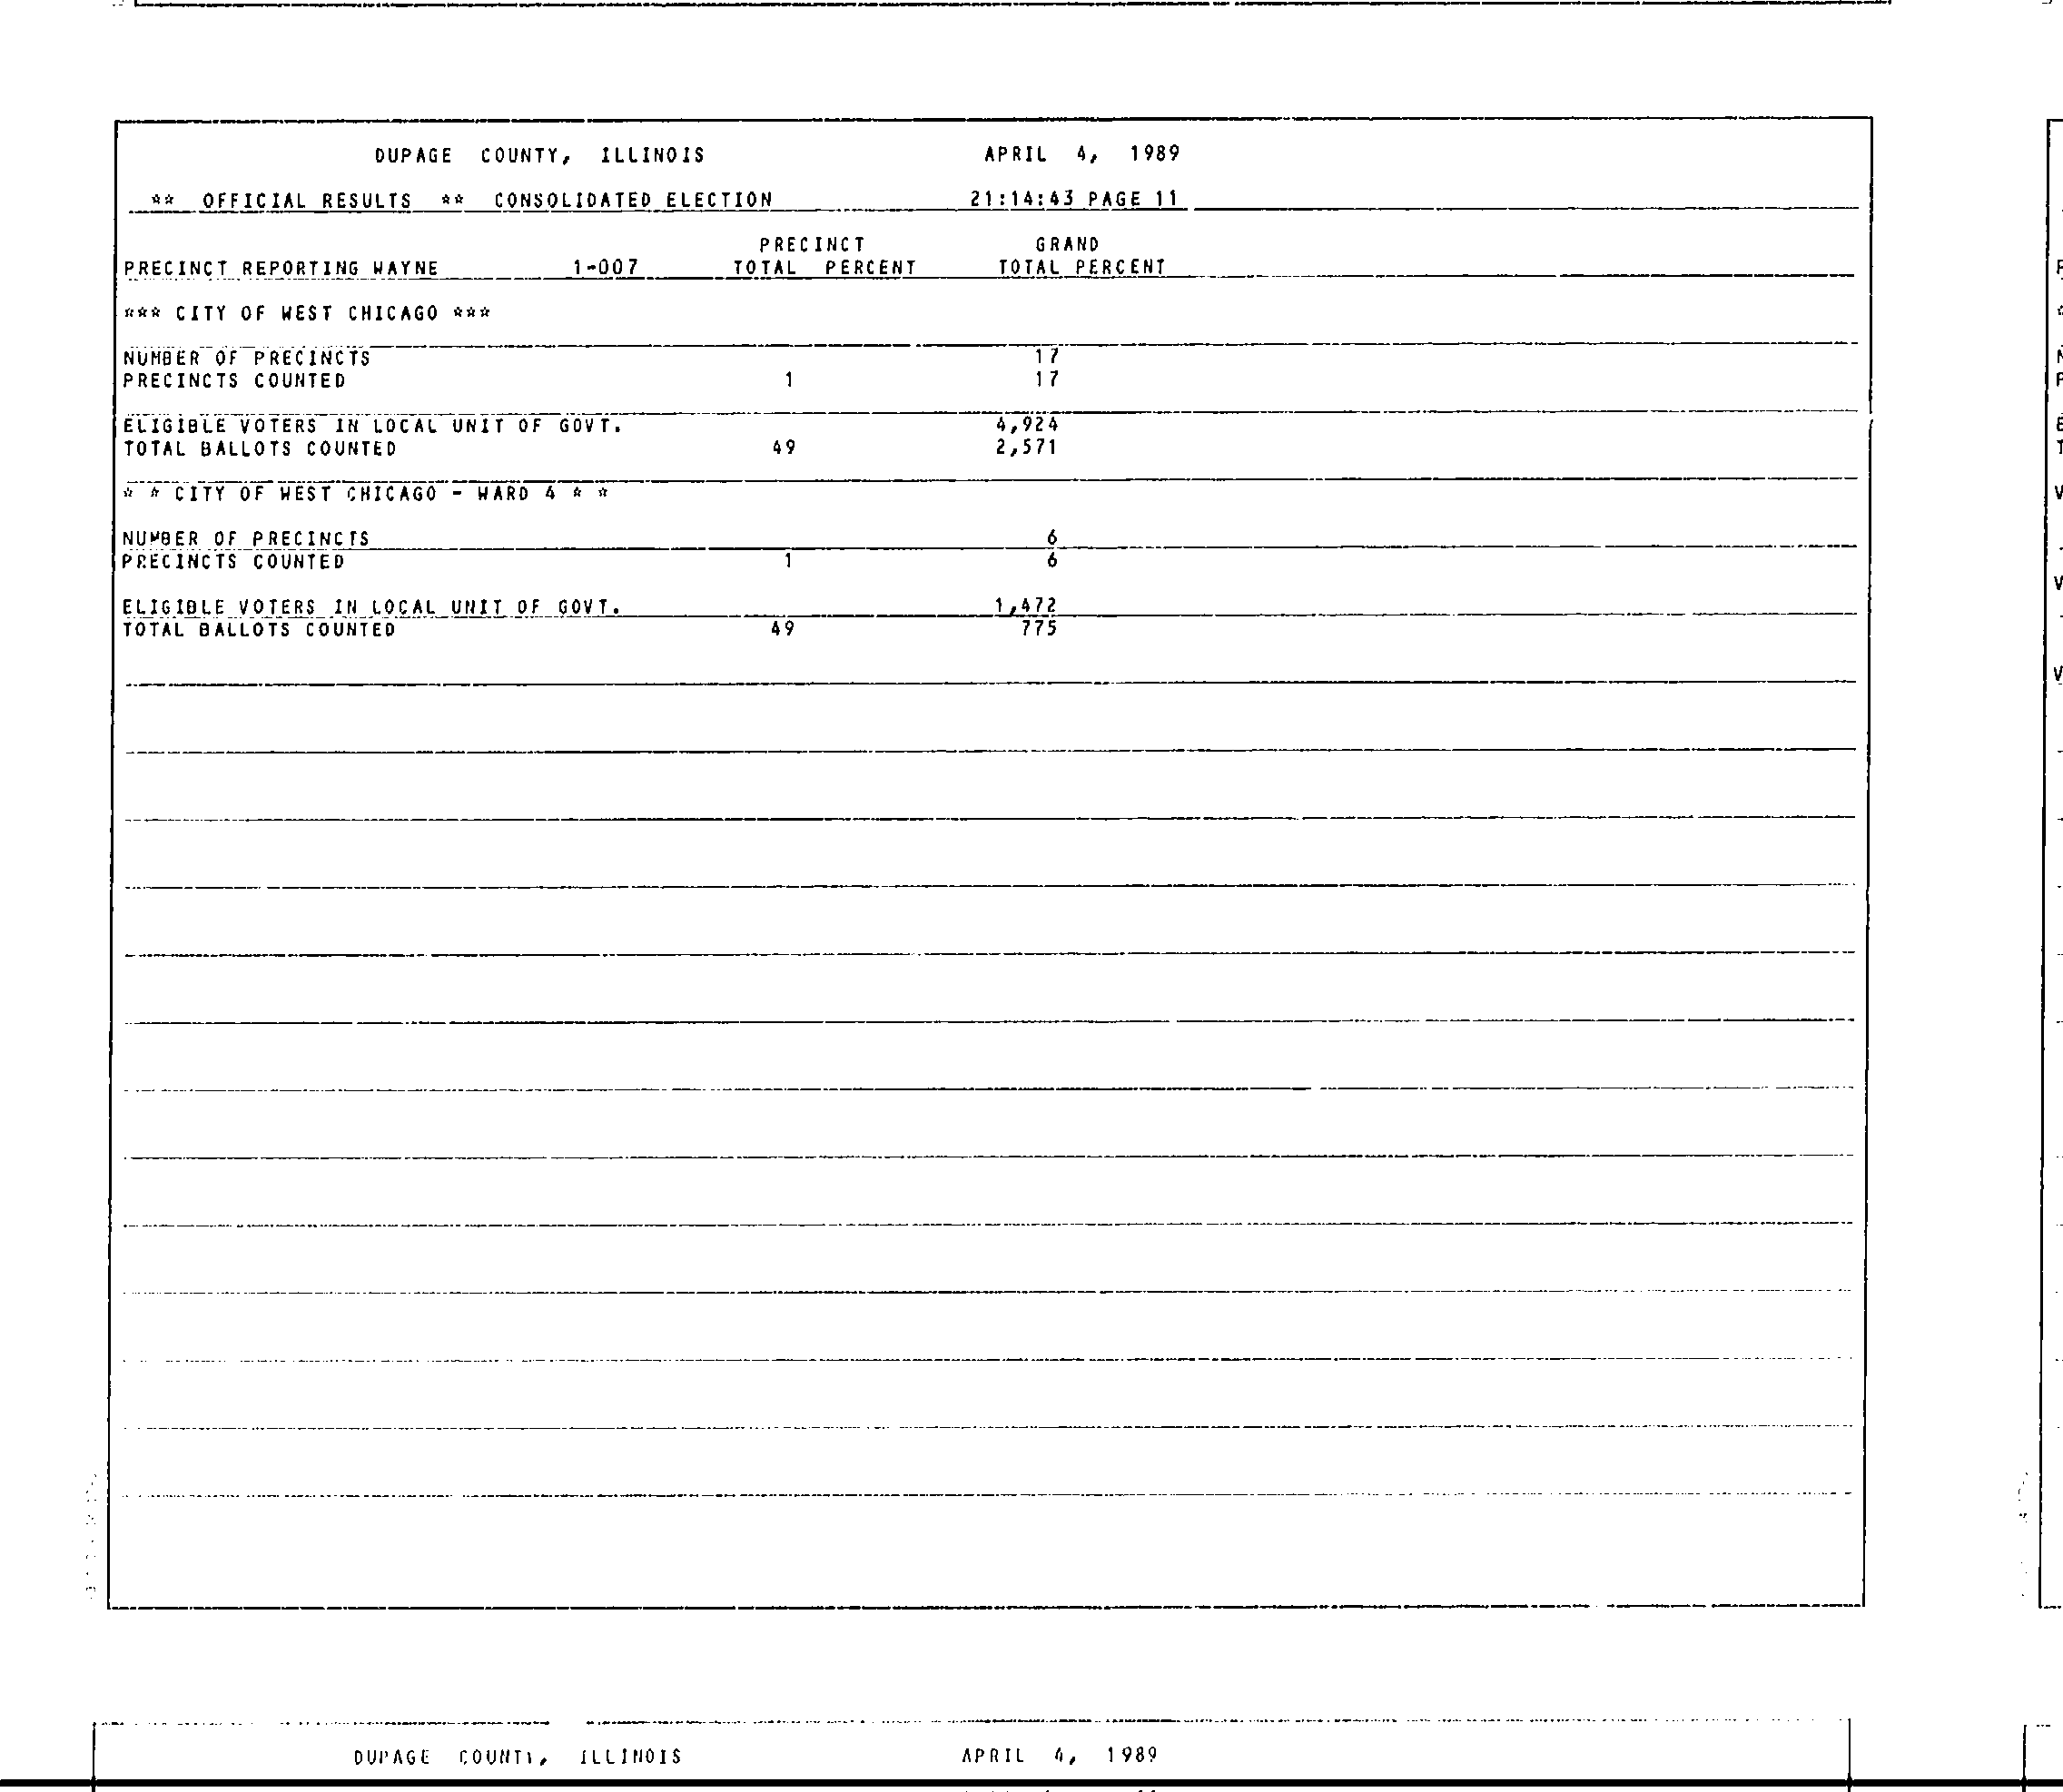 DUPAGE COUNTY, ILLINOIS APRIL 4, 1989
** OFFICIAL RESULTS ** CONSOLIDATED ELECTION 21:14:43 PAGE 11
PRECINCT GRAND
PRECINCT REPORTING WAYNE 1-007 TOTAL PERCENT TOTAL PERCENT
*** CITY OF WEST CHICAGO ***
NUMBER OF PRECINCTS 17
PRECINCTS COUNTED 1 17
ELIGIBLE VOTERS IN LOCAL UNIT OF GOVT. 4,924
TOTAL BALLOTS COUNTED 49 2,571
* * CITY OF WEST CHICAGO - WARD 4 * *
NUMBER OF PRECINCTS 6
PRECINCTS COUNTED 1 6
ELIGIBLE VOTERS IN LOCAL UNIT OF GOVT. 1,472
TOTAL BALLOTS COUNTED 49 775
DUPAGE COUNTY, ILLINOIS APRIL 4, 1989